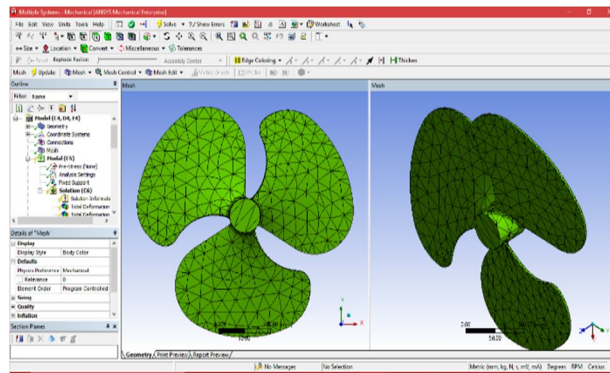 Multiple Systems - Mechanical [ANSYS Mechanical Enterprise]
File Edit View Units Tools Help Solve ?/Show Errors Worksheet
Size Location Convert Miscellaneous Tolerances
Explode Factor: Assembly Center Edge Coloring Thicken
Mesh Update Mesh Mesh Control Mesh Edit
Outline
Filter: Name
Model (C4, D4, E4)
Geometry
Coordinate Systems
Connections
Mesh
Modal (C5)
Pre-Stress (None)
Analysis Settings
Fixed Support
Solution (C6)
Solution Informati
Total Deformation
Total Deformation
Details of "Mesh"
Display
Display Style Body Color
Defaults
Physics Preference Mechanical
Relevance 0
Element Order Program Controlled
Sizing
Quality
Inflation
Section Planes
Mesh
Mesh
0.00
X
Geometry Print Preview Report Preview
No Messages No Selection Metric (mm, kg, N, s, mV, mA) Degrees RPM Celsius